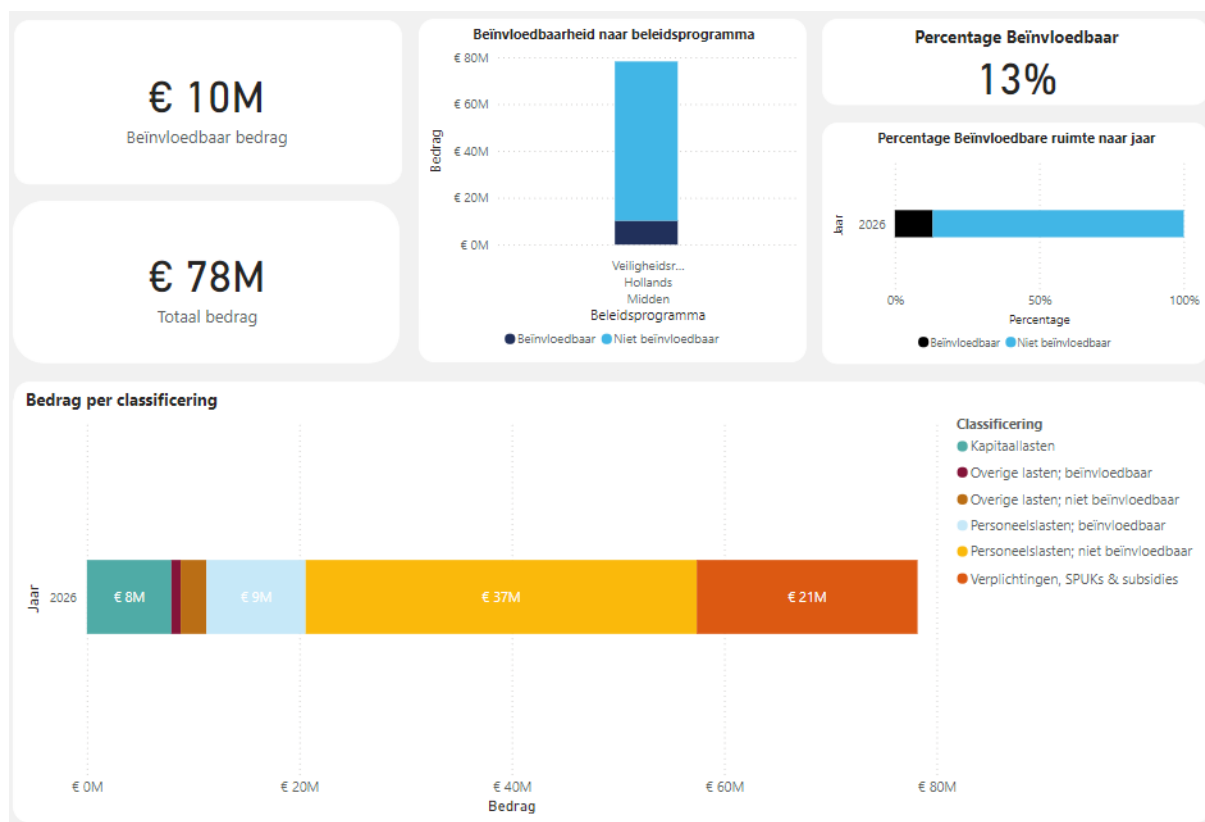 € 10M
Beïnvloedbaar bedrag
€ 78M
Totaal bedrag
Beïnvloedbaarheid naar beleidsprogramma
€ 80M
€ 60M
€ 40M
€ 20M
€ 0M
Bedrag
Veiligheidsr...
Hollands
Midden
Beleidsprogramma
Beïnvloedbaar Niet beïnvloedbaar
Percentage Beïnvloedbaar
13%
Percentage Beïnvloedbare ruimte naar jaar
Jaar
2026
0% 50% 100%
Percentage
Beïnvloedbaar Niet beïnvloedbaar
Bedrag per classificering
Jaar
2026
€ 8M € 9M € 37M € 21M
€ 0M € 20M € 40M € 60M € 80M
Bedrag
Classificering
Kapitaallasten
Overige lasten; beïnvloedbaar
Overige lasten; niet beïnvloedbaar
Personeelslasten; beïnvloedbaar
Personeelslasten; niet beïnvloedbaar
Verplichtingen, SPUKs & subsidies